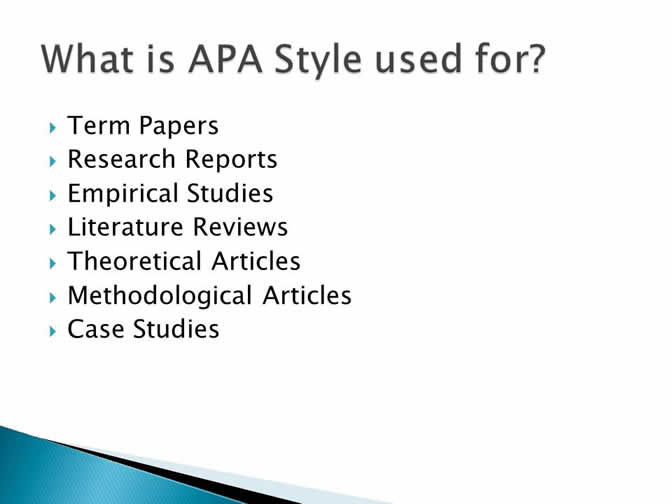 What is APA Style used for?
Term Papers
Research Reports
Empirical Studies
Literature Reviews
Theoretical Articles
Methodological Articles
Case Studies